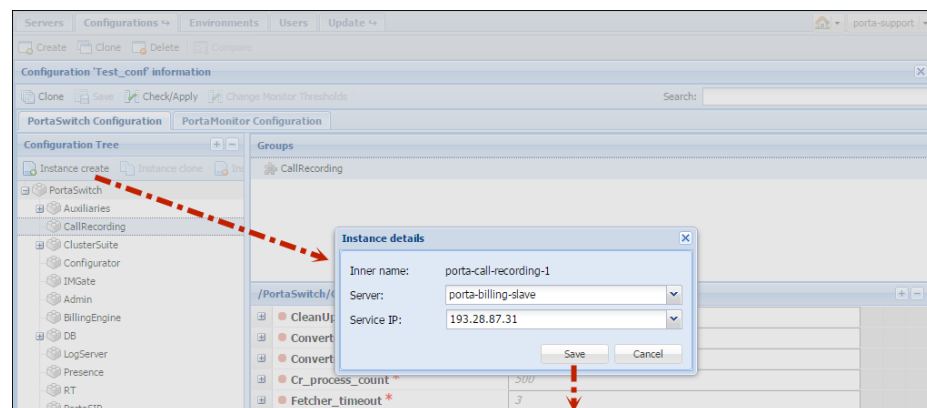 Servers Configurations Environments Users Update porta-support
Create Clone Delete Compare
Configuration 'Test_conf' information
Clone Save Check/Apply Change Monitor Thresholds Search:
PortaSwitch Configuration PortaMonitor Configuration
Configuration Tree Groups
Instance create Instance clone CallRecording
PortaSwitch
Auxiliaries
CallRecording
ClusterSuite
Configurator
IMGate
Admin
BillingEngine
DB
LogServer
Presence
RT
PortaSIP
Instance details
Inner name: porta-call-recording-1
Server: porta-billing-slave
Service IP: 193.28.87.31
Save Cancel
/PortaSwitch/
CleanUp
Convert
Convert
Cr_process_count * 500
Fetcher_timeout * 3